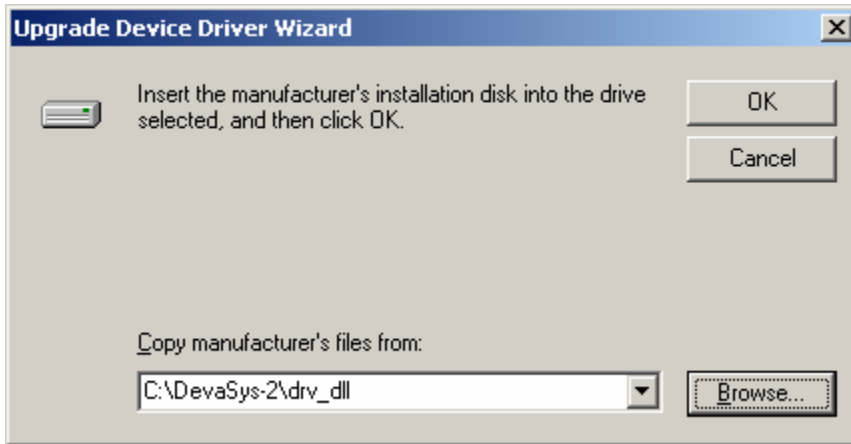 Upgrade Device Driver Wizard
Insert the manufacturer's installation disk into the drive
selected, and then click OK.
OK
Cancel
Copy manufacturer's files from:
C:\DevaSys-2\drv_dll
Browse...